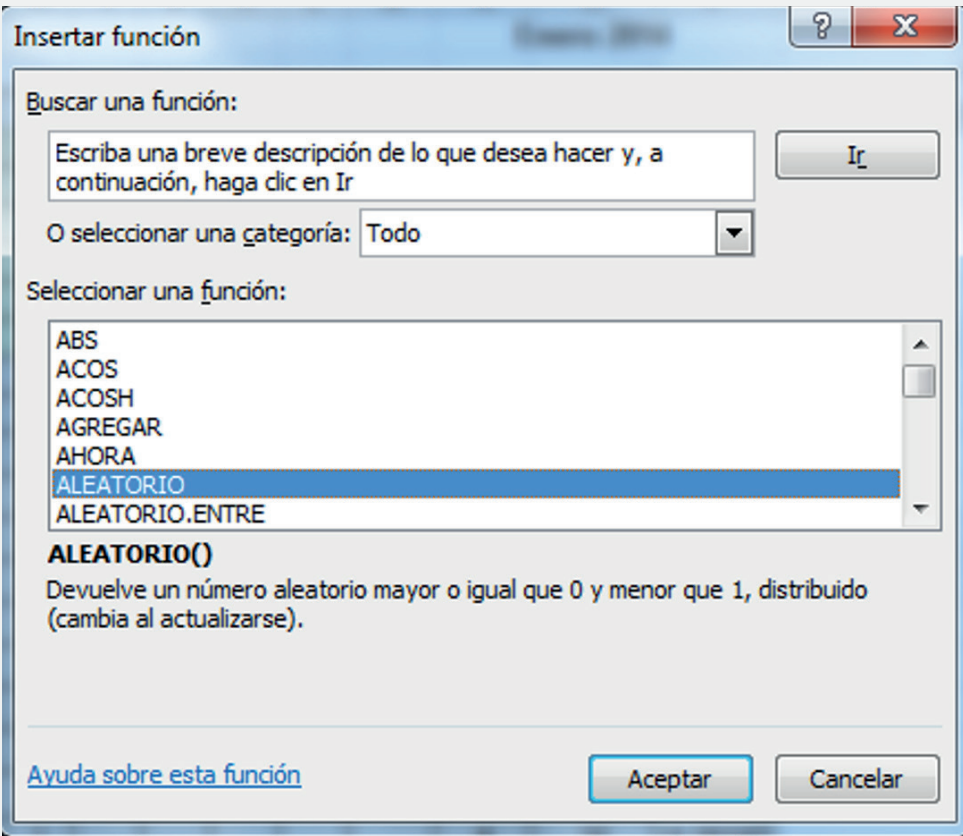 Insertar función
Enero 2014
?
X
Buscar una función:
Escriba una breve descripción de lo que desea hacer y, a
continuación, haga clic en Ir
Ir
O seleccionar una categoría: Todo
Seleccionar una función:
ABS
ACOS
ACOSH
AGREGAR
AHORA
ALEATORIO
ALEATORIO.ENTRE
ALEATORIO()
Devuelve un número aleatorio mayor o igual que 0 y menor que 1, distribuido
(cambia al actualizarse).
Ayuda sobre esta función
Aceptar
Cancelar